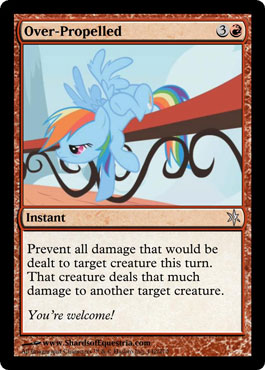 Over-Propelled 3
Instant
Prevent all damage that would be
dealt to target creature this turn.
That creature deals that much
damage to another target creature.
You're welcome!
www.ShardsofEquestria.com